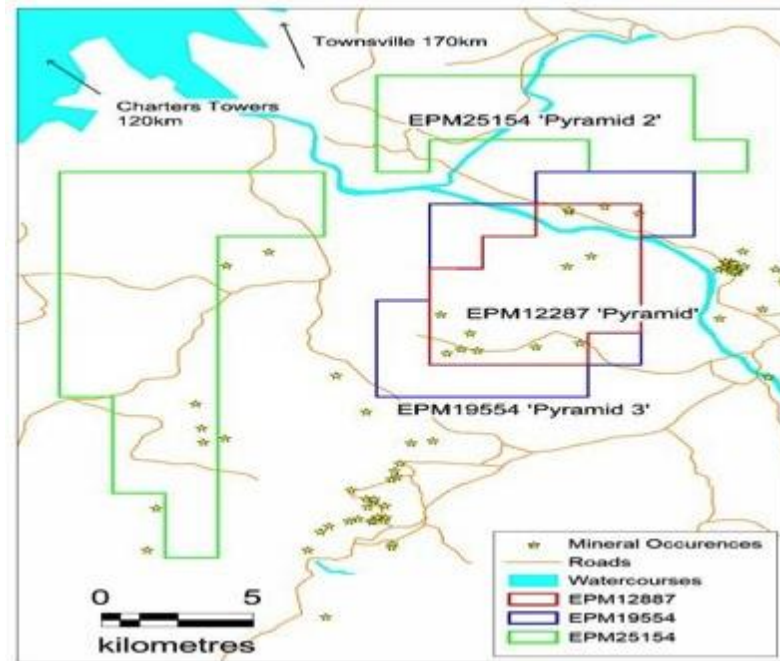 Townsville 170km
Charters Towers
120km
EPM25154 'Pyramid 2'
EPM12287 'Pyramid'
EPM19554 'Pyramid 3'
0 5
kilometres
Mineral Occurences
Roads
Watercourses
EPM12887
EPM19554
EPM25154